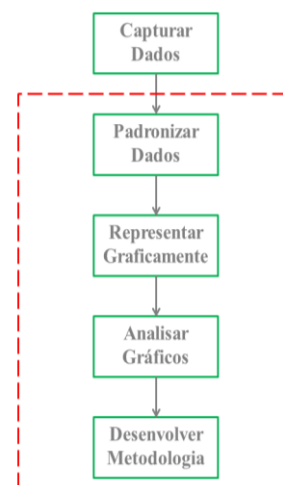 Capturar
Dados
Padronizar
Dados
Representar
Graficamente
Analisar
Gráficos
Desenvolver
Metodologia